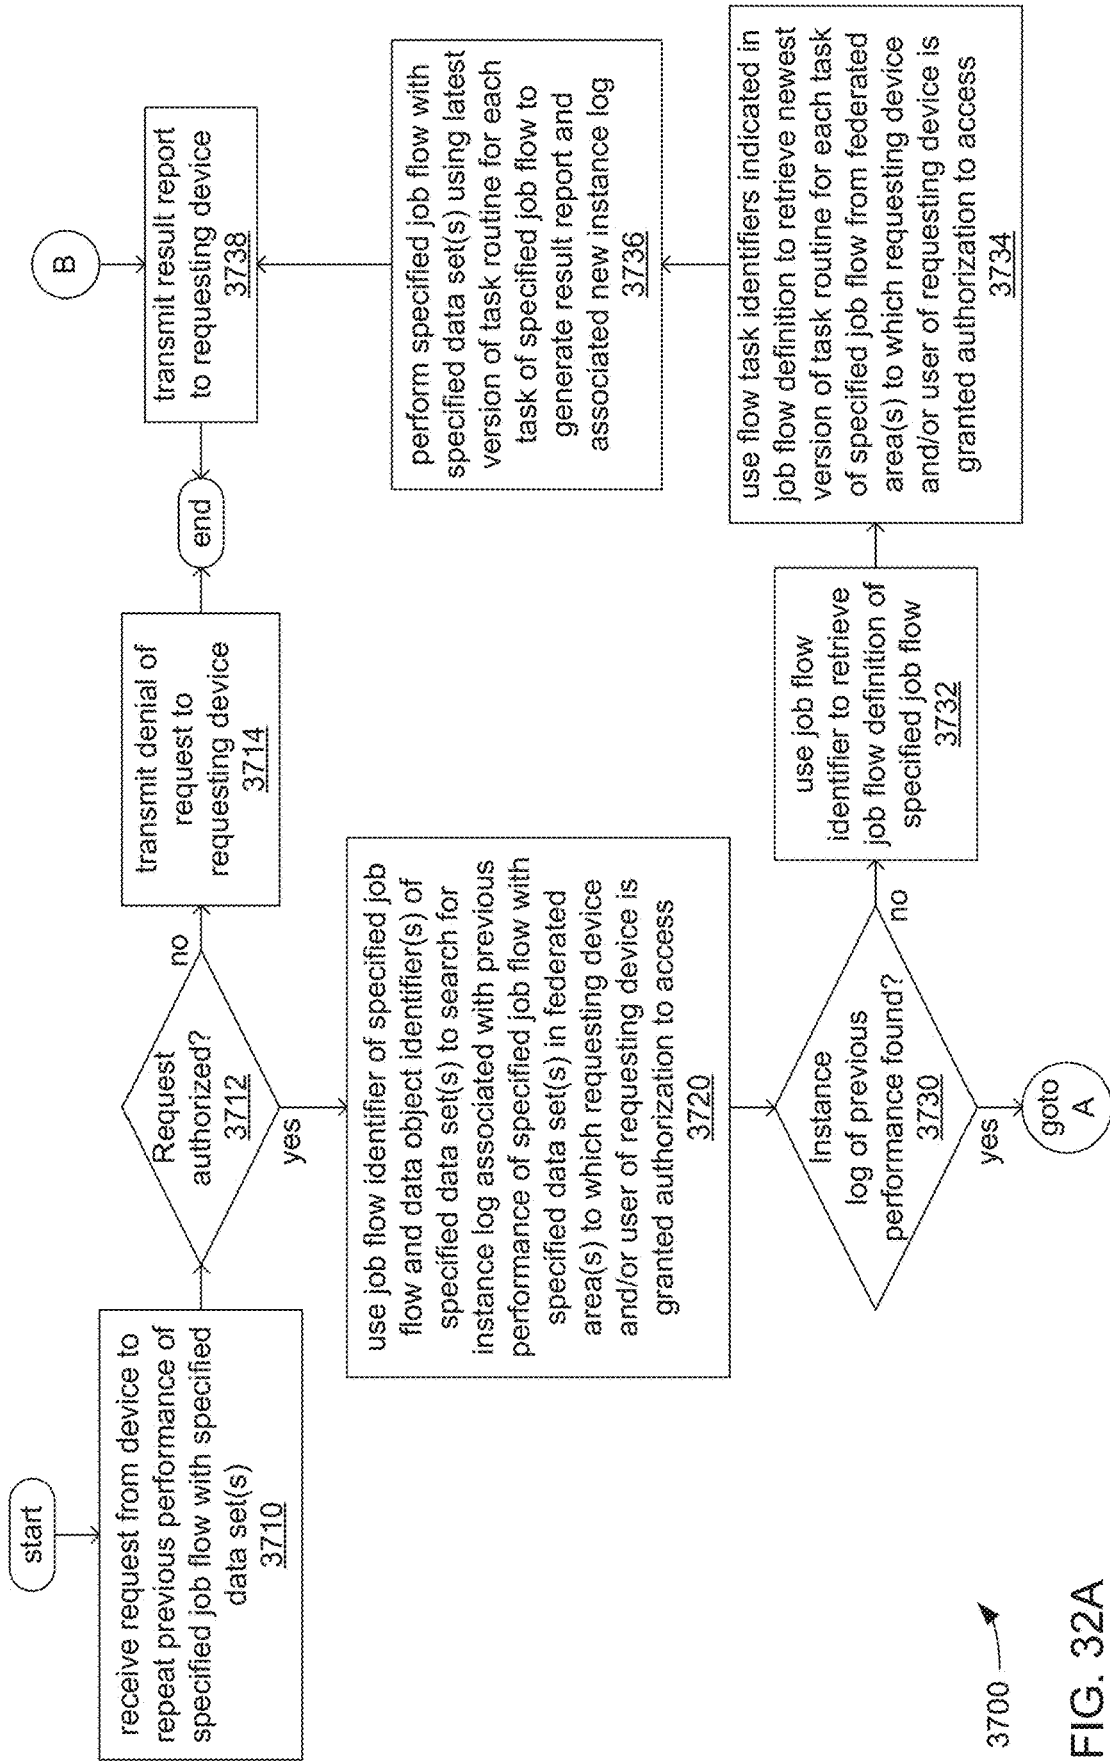 start
receive request from device to
repeat previous performance of
specified job flow with specified
data set(s)
3710
Request
authorized?
3712
no
yes
transmit denial of
request to
requesting device
3714
end
transmit result report
to requesting device
3738
B
use job flow identifier of specified job
flow and data object identifier(s) of
specified data set(s) to search for
instance log associated with previous
performance of specified job flow with
specified data set(s) in federated
area(s) to which requesting device
and/or user of requesting device is
granted authorization to access
3720
perform specified job flow with
specified data set(s) using latest
version of task routine for each
task of specified job flow to
generate result report and
associated new instance log
3736
Instance
log of previous
performance found?
3730
no
yes
goto
A
use job flow
identifier to retrieve
job flow definition of
specified job flow
3732
use flow task identifiers indicated in
job flow definition to retrieve newest
version of task routine for each task
of specified job flow from federated
area(s) to which requesting device
and/or user of requesting device is
granted authorization to access
3734
3700
FIG. 32A